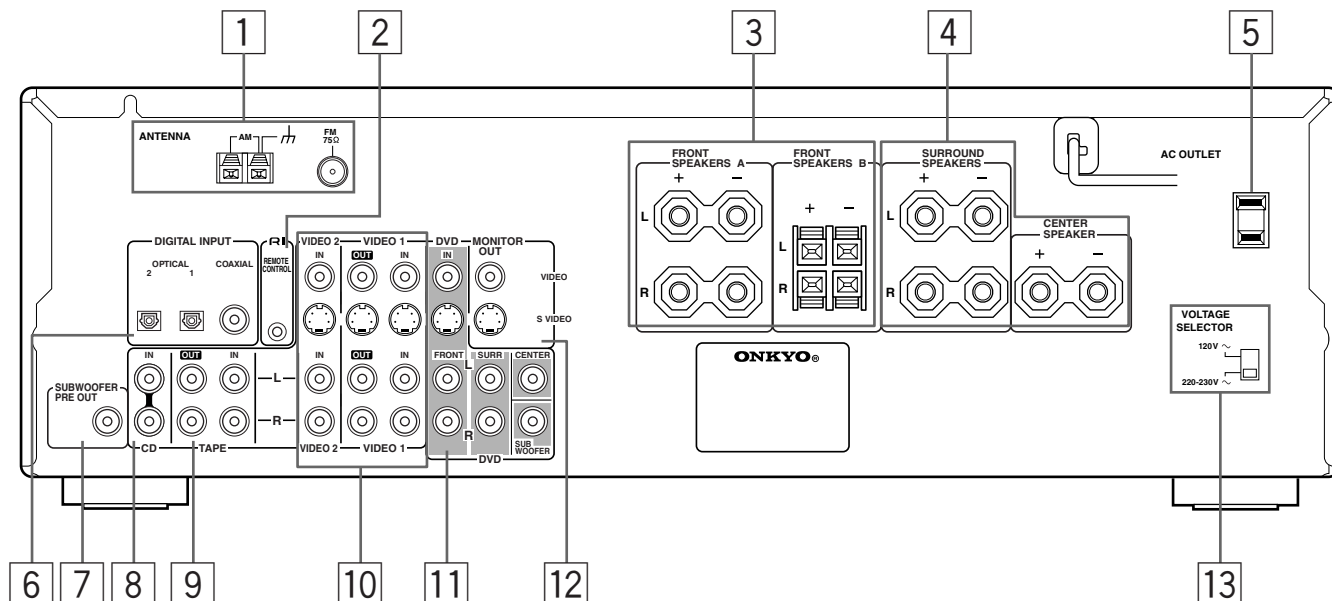 1
2
3
4
5
ANTENNA
AM
FM
75Ω
FRONT
SPEAKERS A
+ −
L
R
FRONT
SPEAKERS B
+ −
L
R
SURROUND
SPEAKERS
+ −
L
R
CENTER
SPEAKER
+ −
AC OUTLET
DIGITAL INPUT
OPTICAL
2 1
COAXIAL
RI
REMOTE
CONTROL
VIDEO 2
VIDEO 1
DVD
MONITOR
OUT
IN
OUT
IN
IN
VIDEO
S VIDEO
IN
OUT
IN
L
R
IN
OUT
IN
FRONT
SURR
CENTER
L
R
SUB
WOOFER
SUBWOOFER
PRE OUT
CD
TAPE
VIDEO 2
VIDEO 1
DVD
ONKYO®
VOLTAGE
SELECTOR
120V ~
220-230V ~
6
7
8
9
10
11
12
13